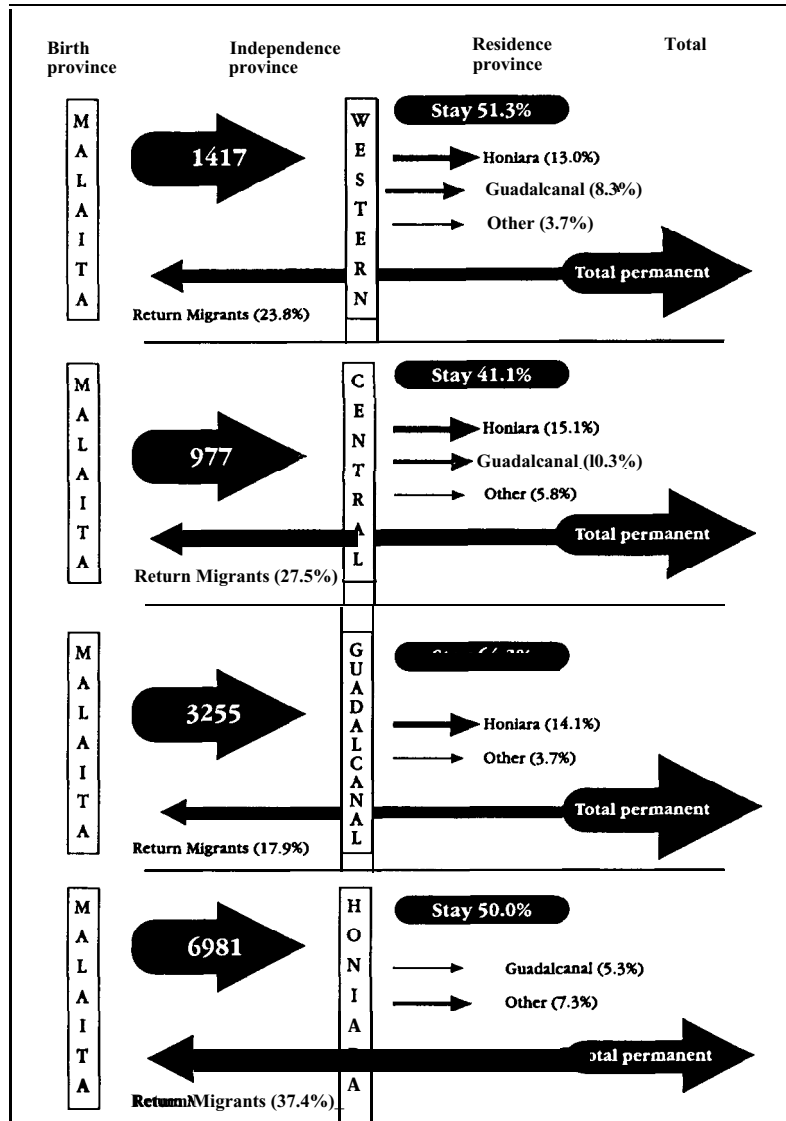 Birth province
Independence province
Residence province
Total
MALAITA
1417
WESTERN
Stay 51.3%
Honiara (13.0%)
Guadalcanal (8.3%)
Other (3.7%)
Total permanent
Return Migrants (23.8%)
MALAITA
977
CENTRAL
Stay 41.1%
Honiara (15.1%)
Guadalcanal (l0.3%)
Other (5.8%)
Total permanent
Return Migrants (27.5%)
MALAITA
3255
GUADALCANAL
Honiara (14.1%)
Other (3.7%)
Total permanent
Return Migrants (17.9%)
MALAITA
6981
HONIARA
Stay 50.0%
Guadalcanal (5.3%)
Other (7.3%)
otal permanent
Return Migrants (37.4%)